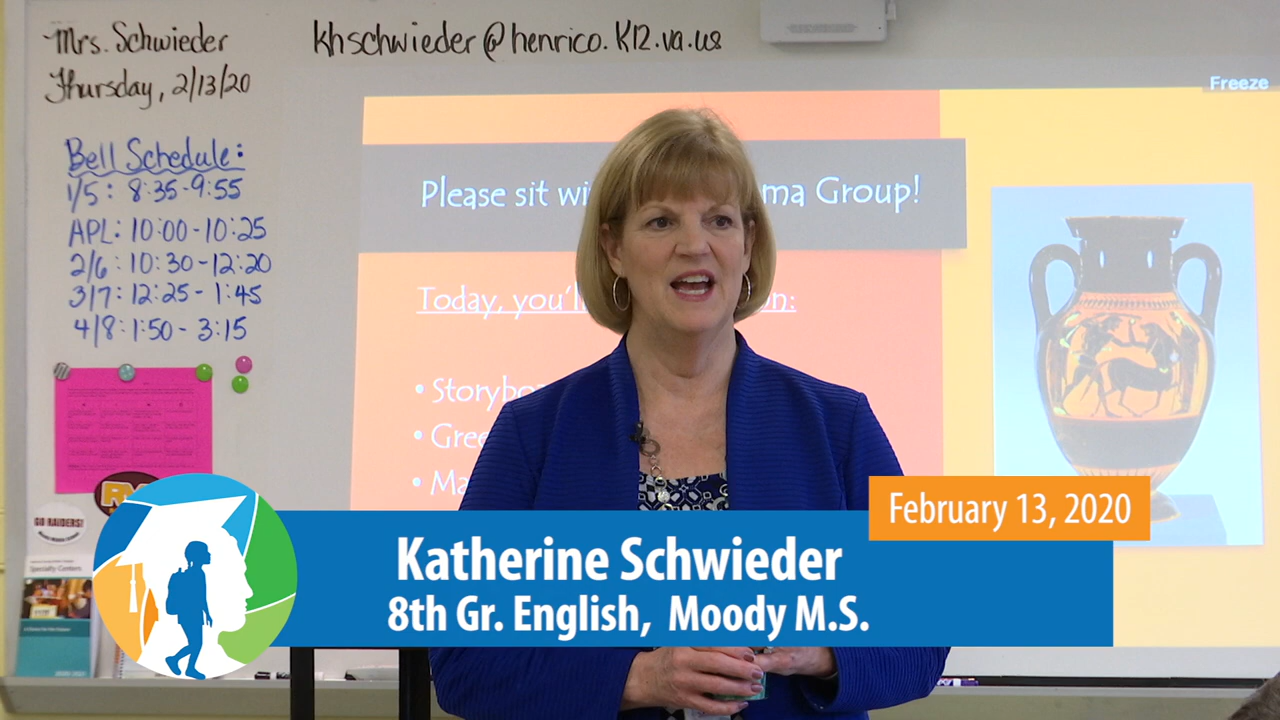 Mrs. Schwieder
Thursday, 2/13/20
khschwieder@henrico.k12.va.us
Freeze
Bell Schedule:
1/5: 8:35-9:55
APL: 10:00-10:25
2/6: 10:30-12:20
3/7: 12:25-1:45
4/8: 1:50-3:15
Please sit wi ma Group!
Today, you'l on:
• Storybo
• Gree
• Ma
GO RAIDERS!
Specialty Centers
February 13, 2020
Katherine Schwieder
8th Gr. English, Moody M.S.